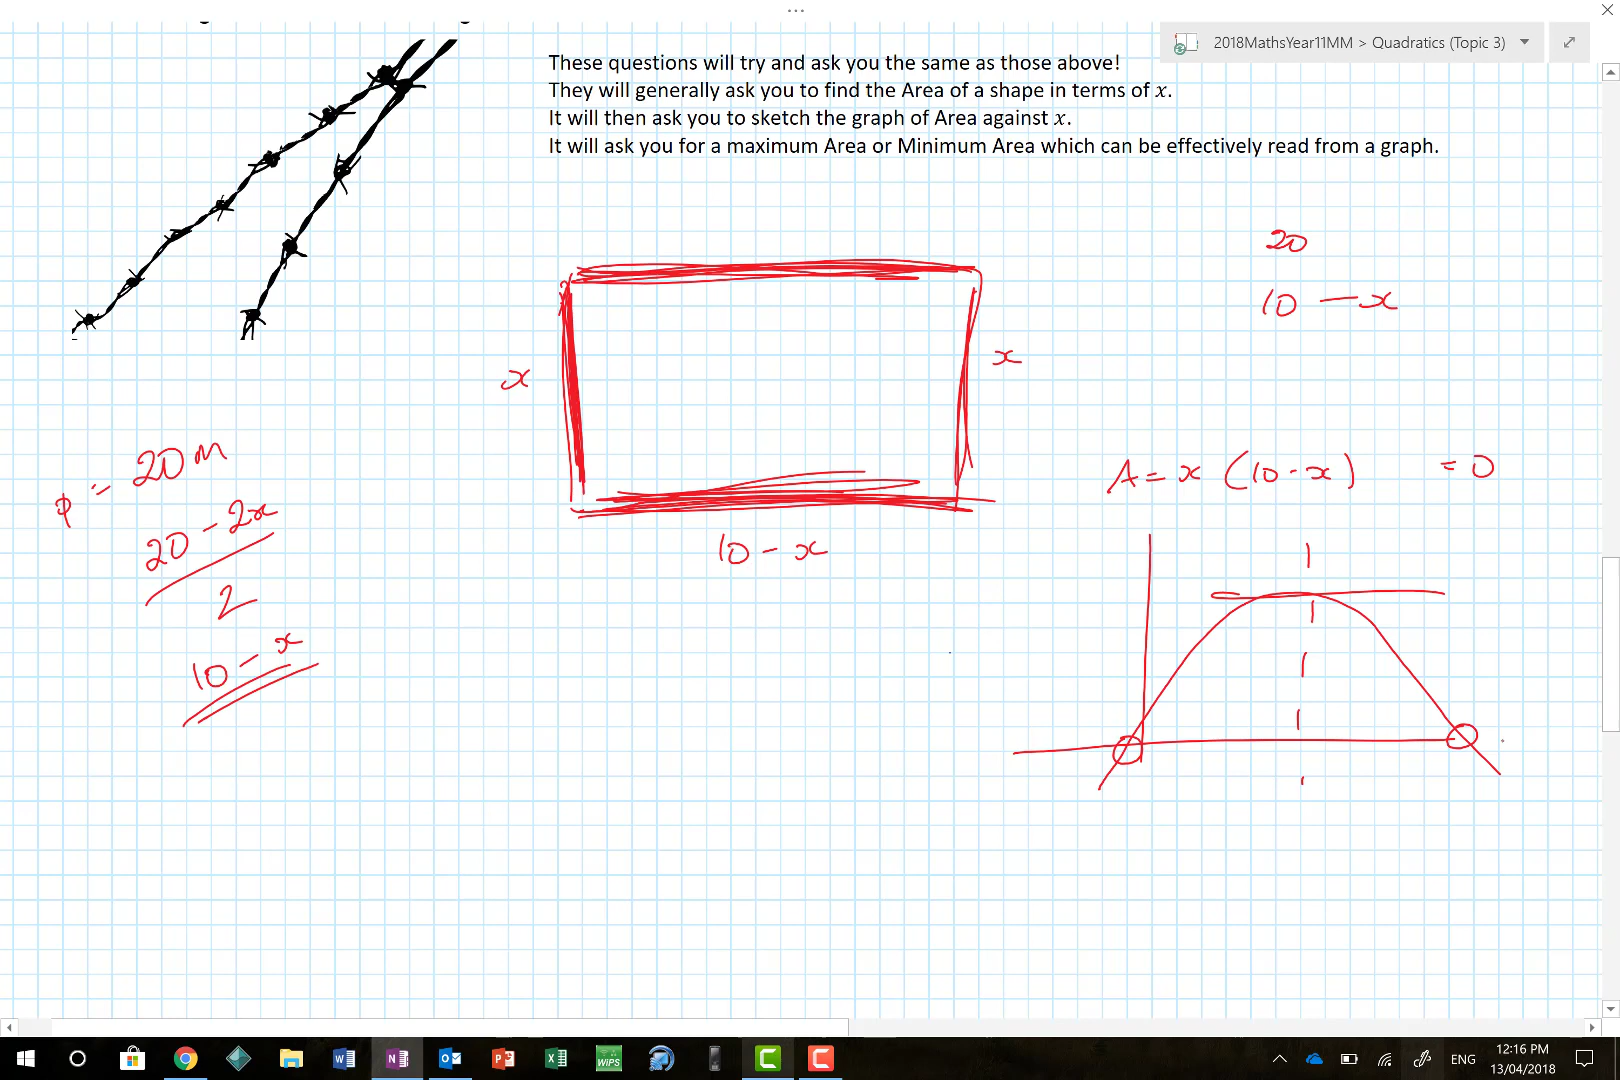 2018MathsYear11MM > Quadratics (Topic 3)
These questions will try and ask you the same as those above!
They will generally ask you to find the Area of a shape in terms of x.
It will then ask you to sketch the graph of Area against x.
It will ask you for a maximum Area or Minimum Area which can be effectively read from a graph.
20
10 - x
x
x
P = 20 m
20 - 2x
2
10 - x
10 - x
A = x (10 - x) = 0
WiPS
ENG
12:16 PM
13/04/2018